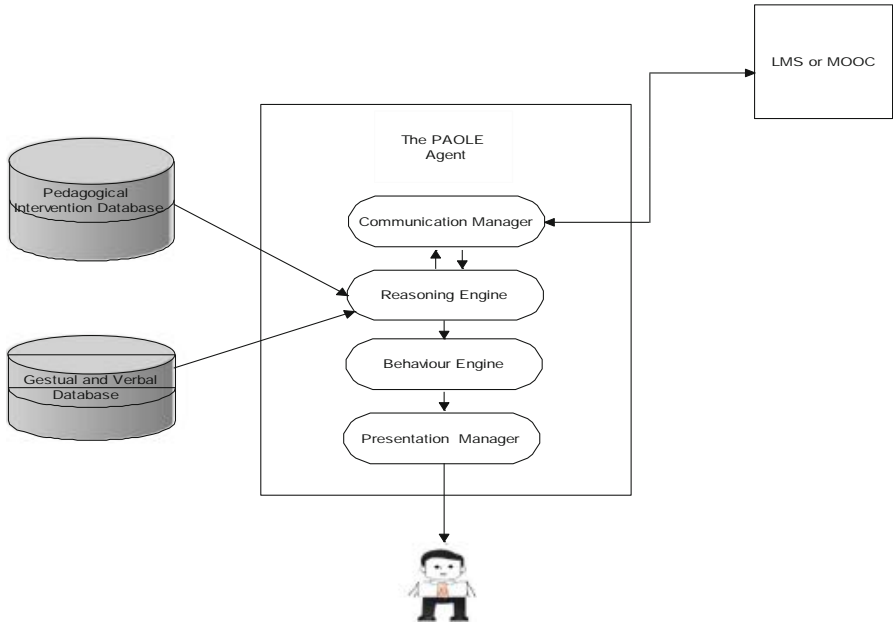 LMS or MOOC
The PAOLE
Agent
Pedagogical
Intervention Database
Communication Manager
Reasoning Engine
Behaviour Engine
Gestual and Verbal
Database
Presentation Manager